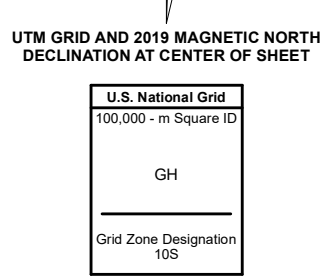 UTM GRID AND 2019 MAGNETIC NORTH
DECLINATION AT CENTER OF SHEET
U.S. National Grid
100,000 - m Square ID
GH
Grid Zone Designation
10S